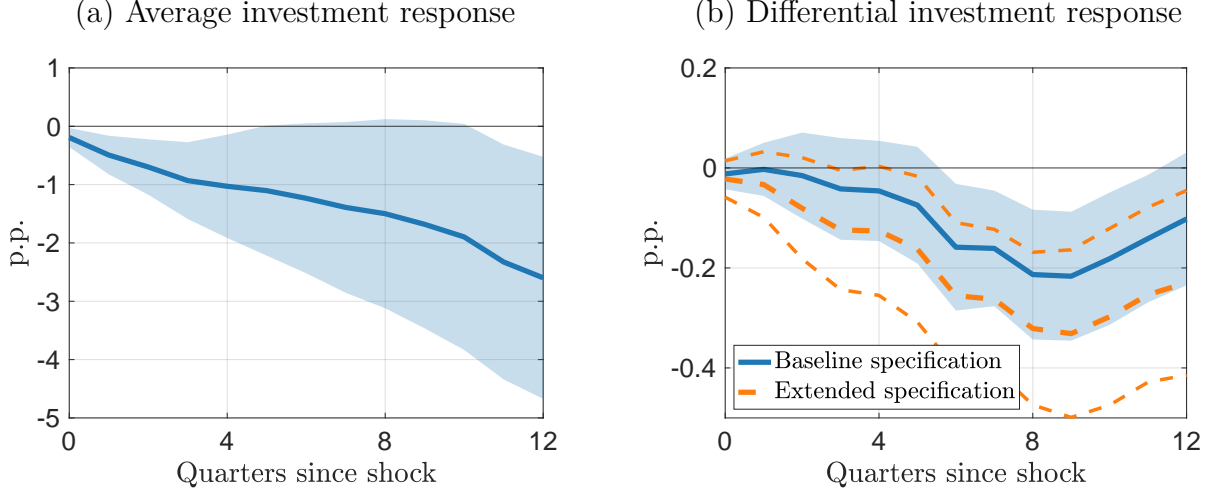 (a) Average investment response
1
0
-1
-2
-3
-4
-5
p.p.
0
4
8
12
Quarters since shock
(b) Differential investment response
0.2
0
-0.2
-0.4
p.p.
Baseline specification
Extended specification
0
4
8
12
Quarters since shock